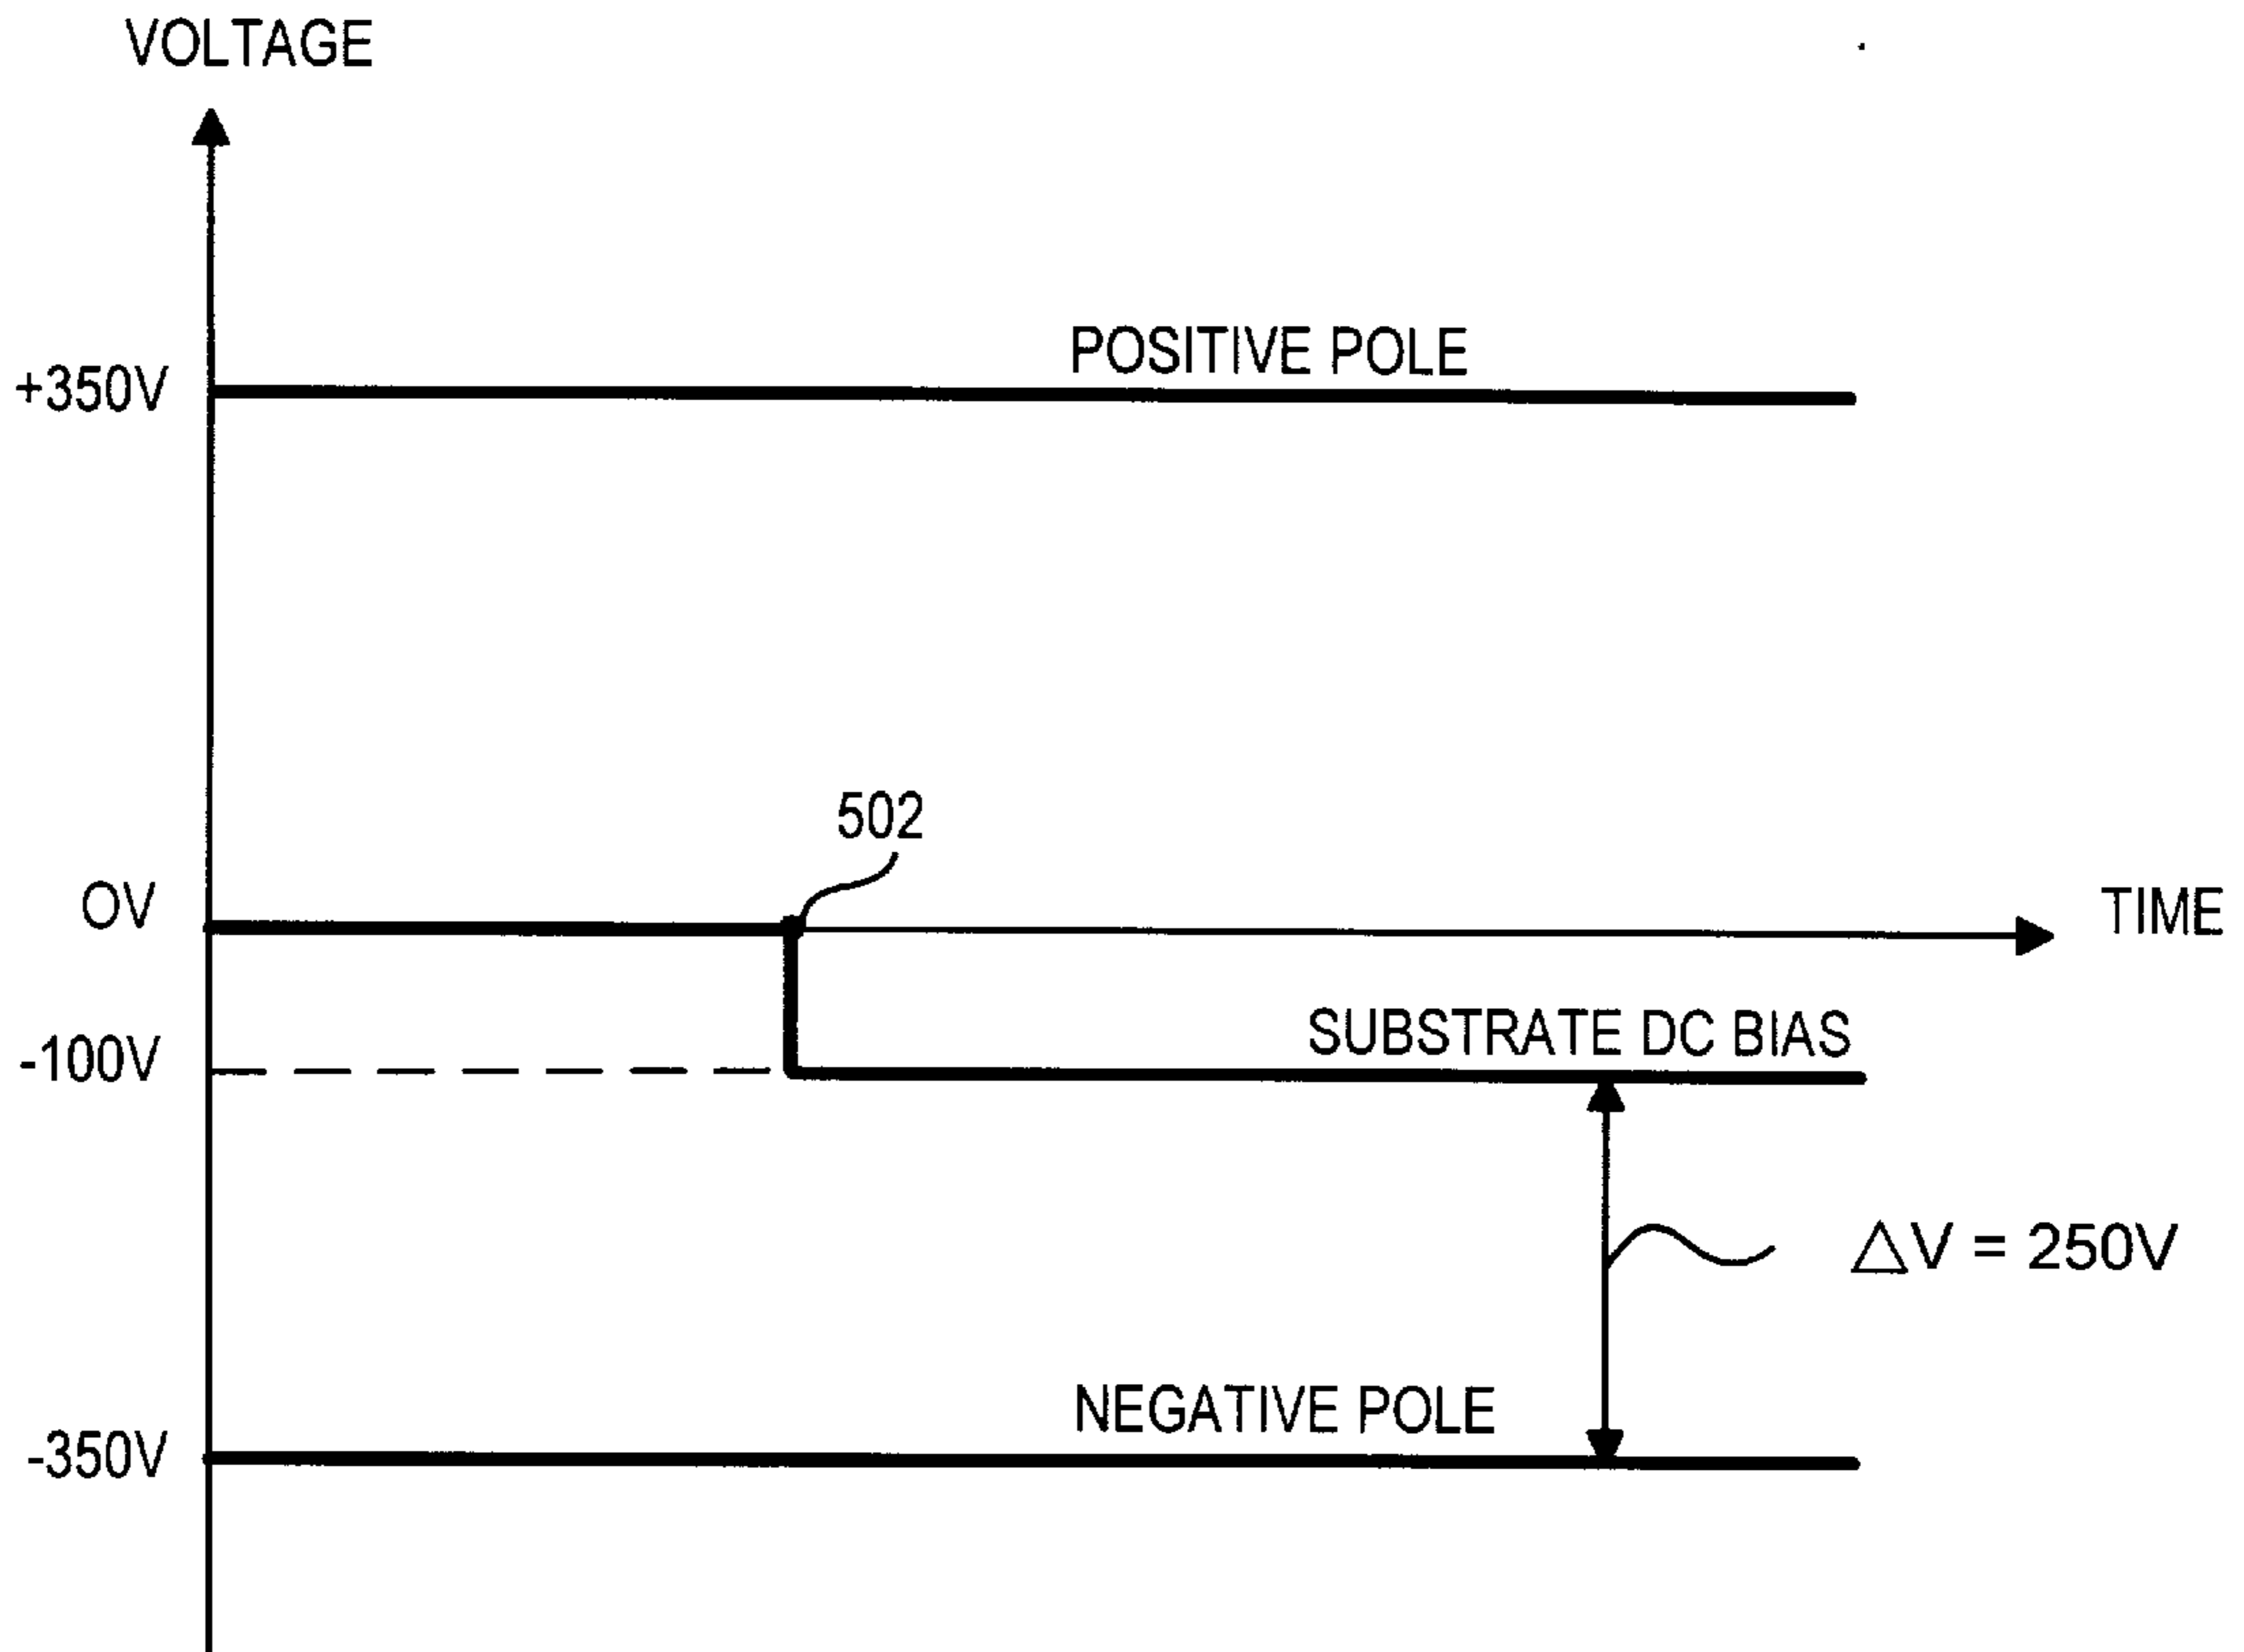 VOLTAGE
POSITIVE POLE
+350V
502
OV
TIME
SUBSTRATE DC BIAS
-100V
△V = 250V
NEGATIVE POLE
-350V